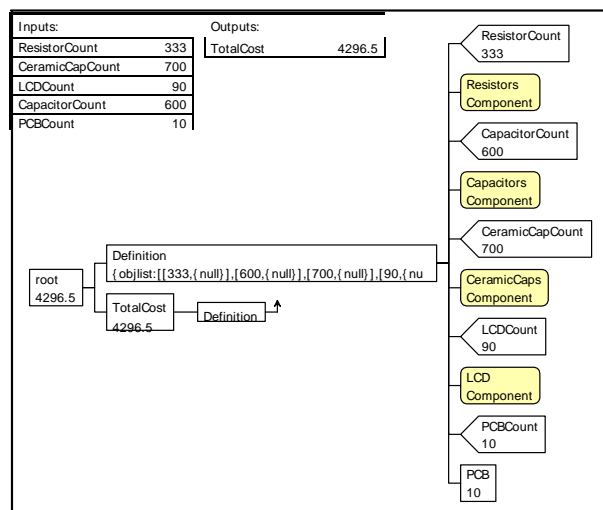 Inputs:
ResistorCount 333
CeramicCapCount 700
LCDCount 90
CapacitorCount 600
PCBCount 10
Outputs:
TotalCost 4296.5
root
4296.5
Definition
{objlist:[[333,{null}],[600,{null}],[700,{null}],[90,{nu
TotalCost
4296.5
Definition
ResistorCount
333
Resistors
Component
CapacitorCount
600
Capacitors
Component
CeramicCapCount
700
CeramicCaps
Component
LCDCount
90
LCD
Component
PCBCount
10
PCB
10